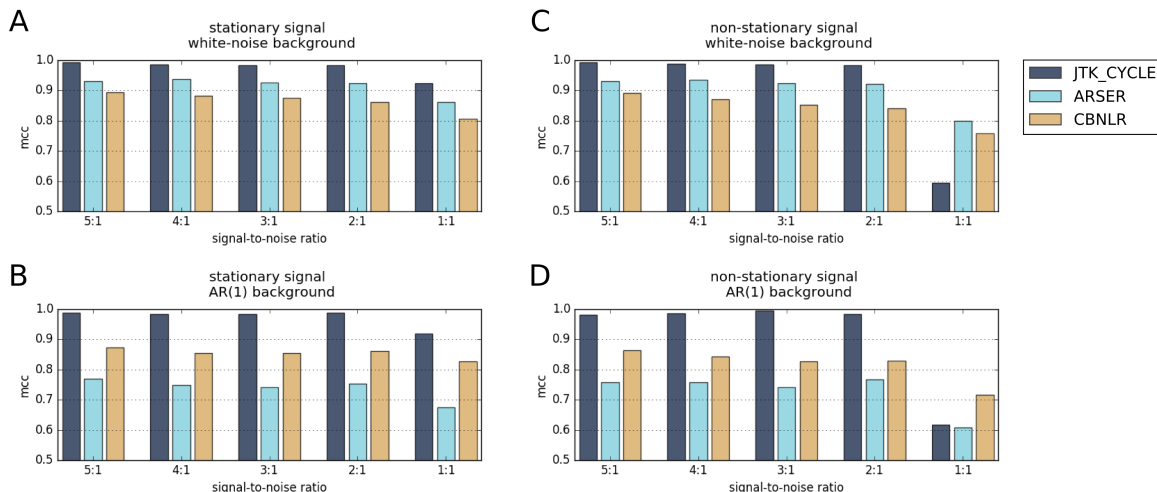 A
stationary signal
white-noise background
mcc
1.0
0.9
0.8
0.7
0.6
0.5
5:1 4:1 3:1 2:1 1:1
signal-to-noise ratio
C
non-stationary signal
white-noise background
mcc
1.0
0.9
0.8
0.7
0.6
0.5
5:1 4:1 3:1 2:1 1:1
signal-to-noise ratio
JTK_CYCLE
ARSER
CBNLR
B
stationary signal
AR(1) background
mcc
1.0
0.9
0.8
0.7
0.6
0.5
5:1 4:1 3:1 2:1 1:1
signal-to-noise ratio
D
non-stationary signal
AR(1) background
mcc
1.0
0.9
0.8
0.7
0.6
0.5
5:1 4:1 3:1 2:1 1:1
signal-to-noise ratio